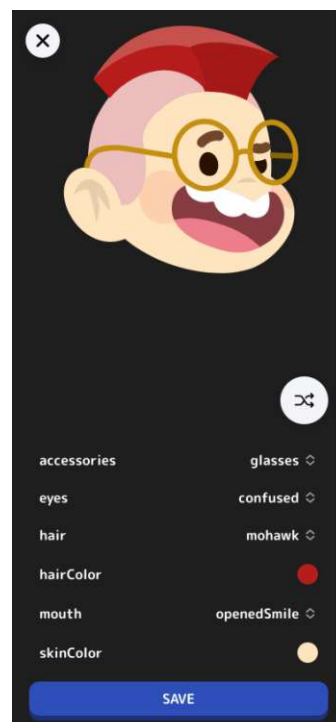 accessories glasses
eyes confused
hair mohawk
hairColor
mouth openedSmile
skinColor
SAVE